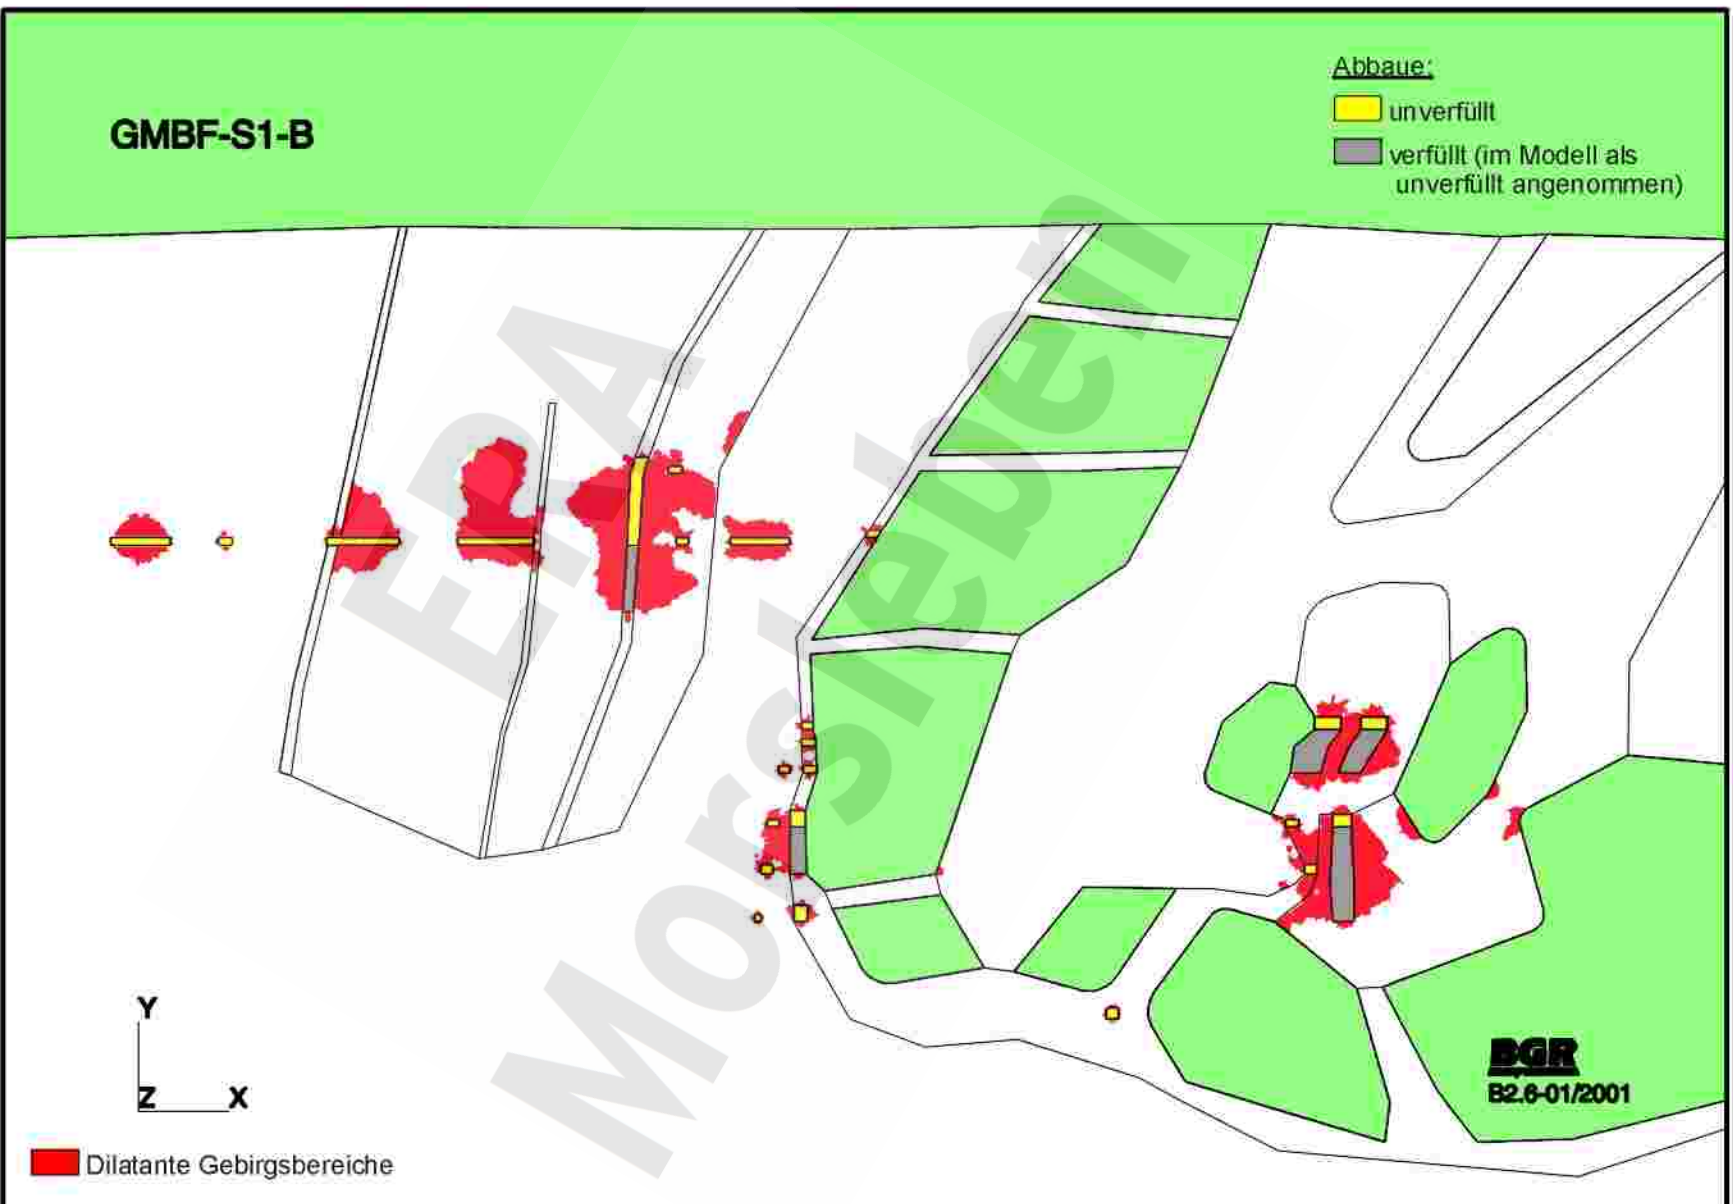 Abbaue:
GMBF-S1-B
unverfüllt
verfüllt (im Modell als
unverfüllt angenommen)
ERA
Morsleben
Y
Z X
BGR
B2.6-01/2001
Dilatante Gebirgsbereiche